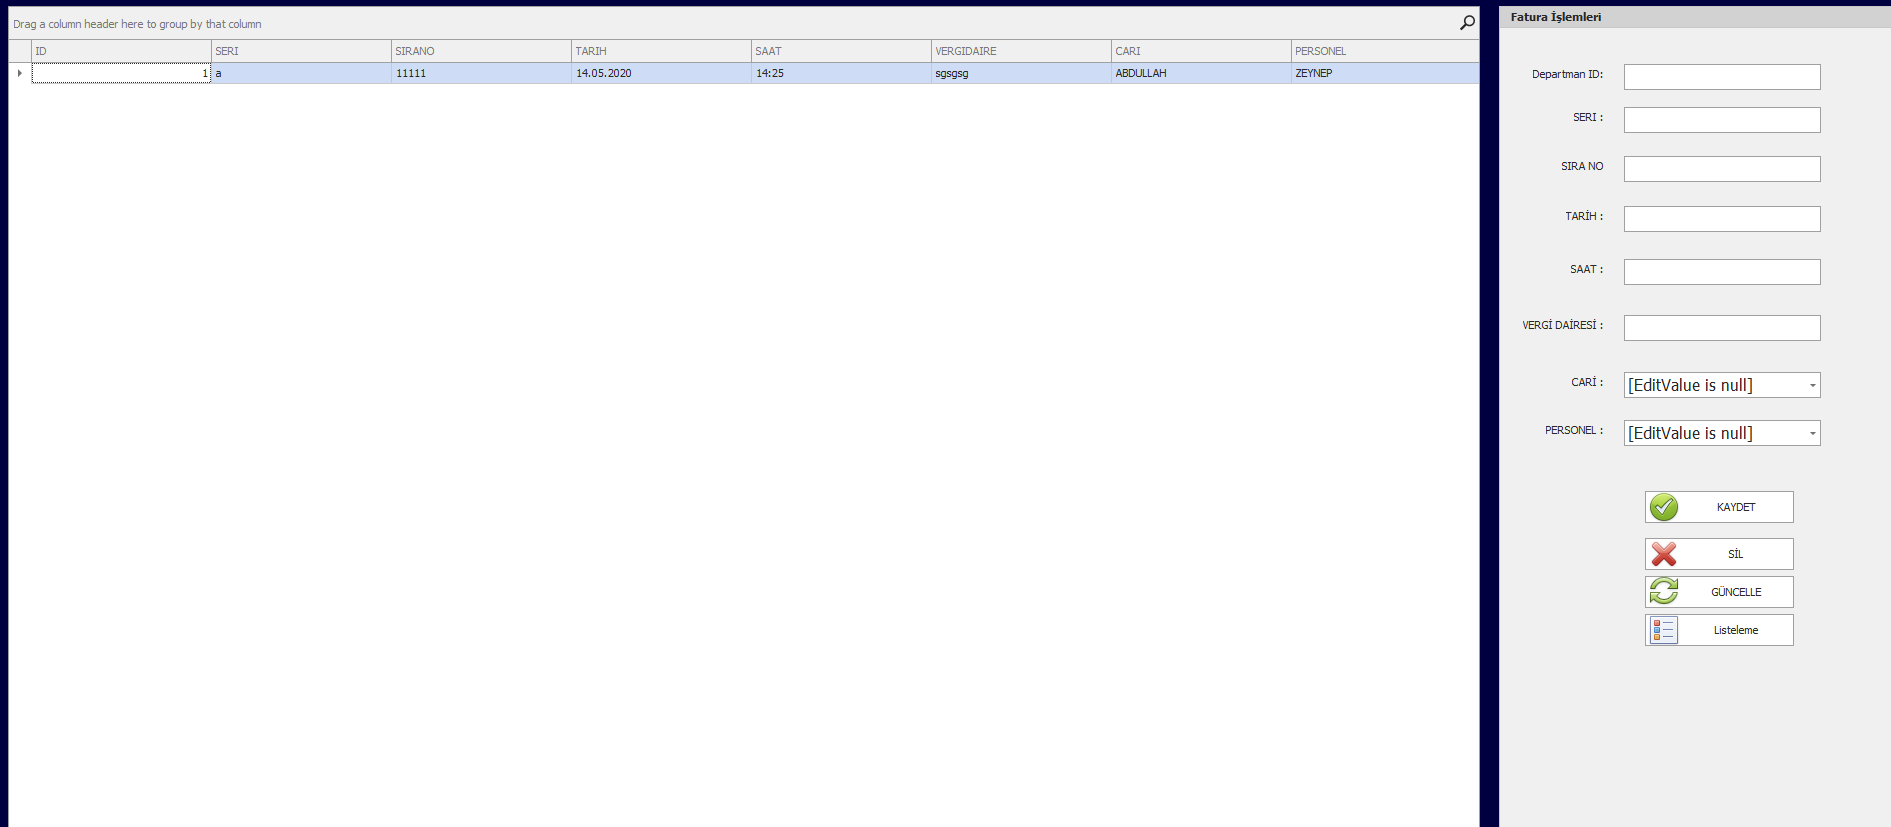 Drag a column header here to group by that column
ID SERI SIRANO TARIH SAAT VERGIDAIRE CARI PERSONEL
1 a 11111 14.05.2020 14:25 sgsgsg ABDULLAH ZEYNEP
Fatura İşlemleri
Departman ID:
SERI :
SIRA NO
TARİH :
SAAT :
VERGİ DAİRESİ :
CARİ : [EditValue is null]
PERSONEL : [EditValue is null]
KAYDET
SİL
GÜNCELLE
Listeleme